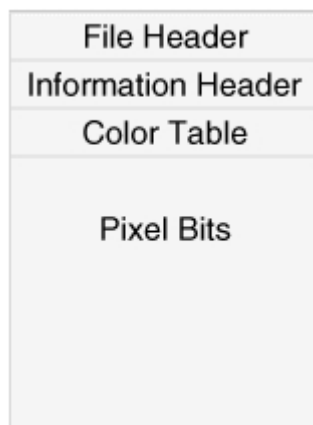 File Header
Information Header
Color Table
Pixel Bits